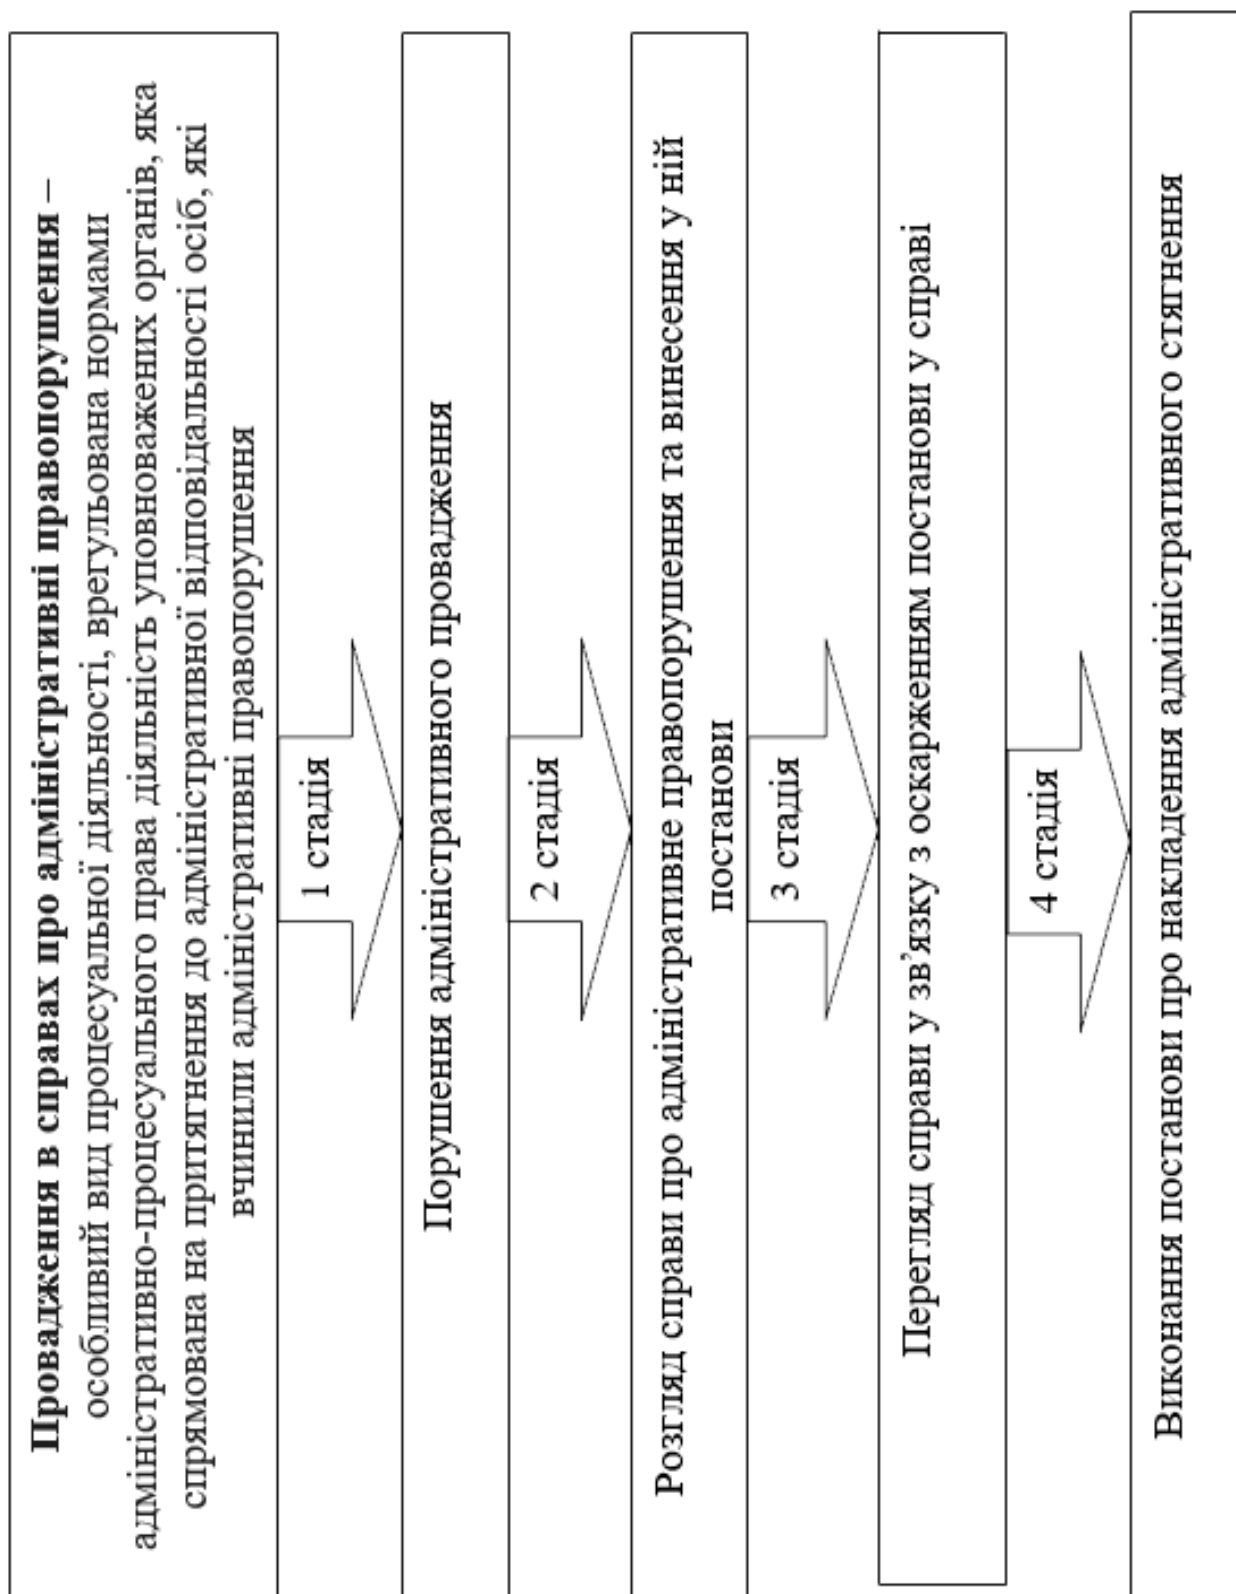 Провадження в справах про адміністративні правопорушення –
особливий вид процесуальної діяльності, врегульована нормами
адміністративно-процесуального права діяльність уповноважених органів, яка
спрямована на притягнення до адміністративної відповідальності осіб, які
вчинили адміністративні правопорушення
1 стадія
Порушення адміністративного провадження
2 стадія
Розгляд справи про адміністративне правопорушення та винесення у ній
постанови
3 стадія
Перегляд справи у зв’язку з оскарженням постанови у справі
4 стадія
Виконання постанови про накладення адміністративного стягнення